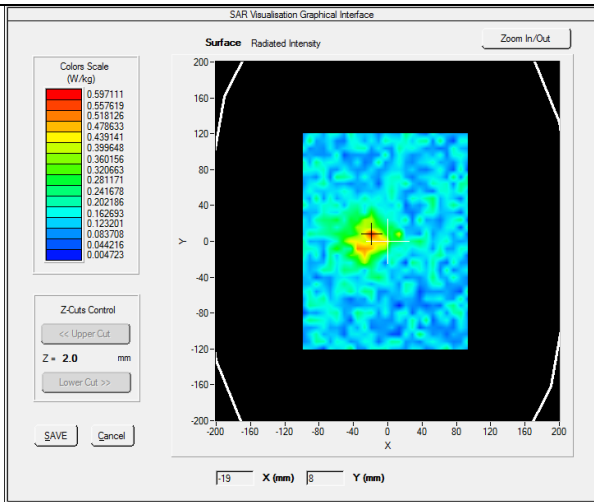 SAR Visualisation Graphical Interface
Surface Radiated Intensity
Zoom In/Out
Colors Scale
(W/kg)
0.597111
0.557619
0.518126
0.478633
0.439141
0.399648
0.360156
0.320663
0.281171
0.241678
0.202186
0.162693
0.123201
0.083708
0.044216
0.004723
Z-Cuts Control
<< Upper Cut
Z = 2.0 mm
Lower Cut >>
SAVE Cancel
Y
200
160
120
80
40
0
-40
-80
-120
-160
-200
-200 -160 -120 -80 -40 0 40 80 120 160 200
X
-19 X (mm) 8 Y (mm)